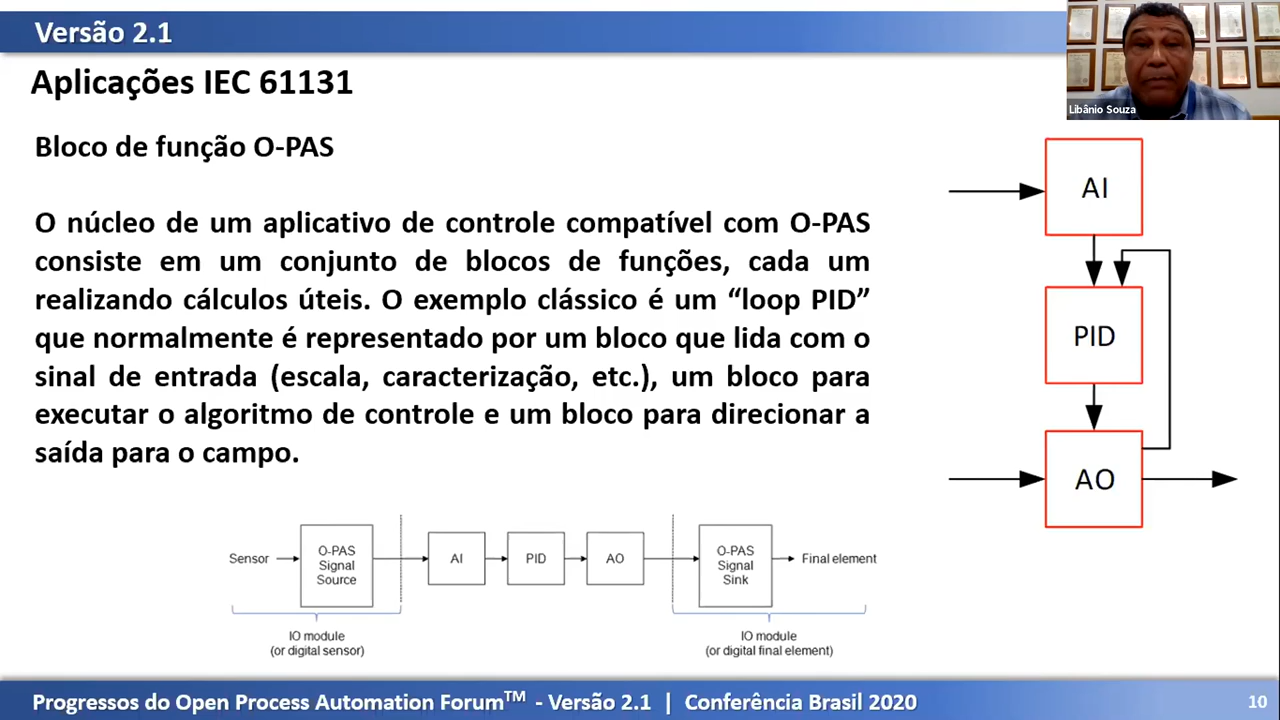 Versão 2.1
Libânio Souza
Aplicações IEC 61131
Bloco de função O-PAS
O núcleo de um aplicativo de controle compatível com O-PAS
consiste em um conjunto de blocos de funções, cada um
realizando cálculos úteis. O exemplo clássico é um “loop PID”
que normalmente é representado por um bloco que lida com o
sinal de entrada (escala, caracterização, etc.), um bloco para
executar o algoritmo de controle e um bloco para direcionar a
saída para o campo.
AI
PID
AO
Sensor
O-PAS
Signal
Source
AI
PID
AO
O-PAS
Signal
Sink
Final element
IO module
(or digital sensor)
IO module
(or digital final element)
Progressos do Open Process Automation Forum™ - Versão 2.1 | Conferência Brasil 2020
10